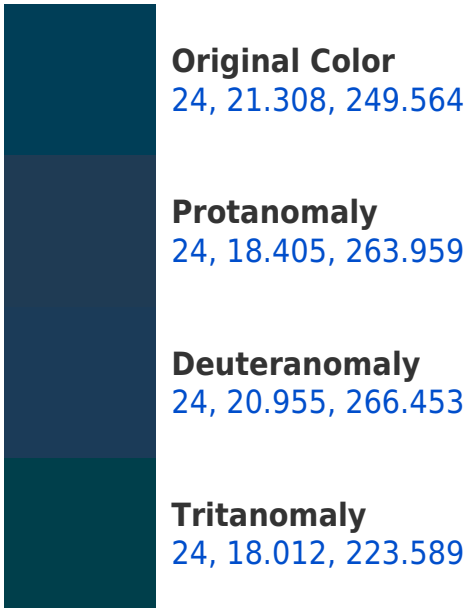 Original Color
24, 21.308, 249.564
Protanomaly
24, 18.405, 263.959
Deuteranomaly
24, 20.955, 266.453
Tritanomaly
24, 18.012, 223.589